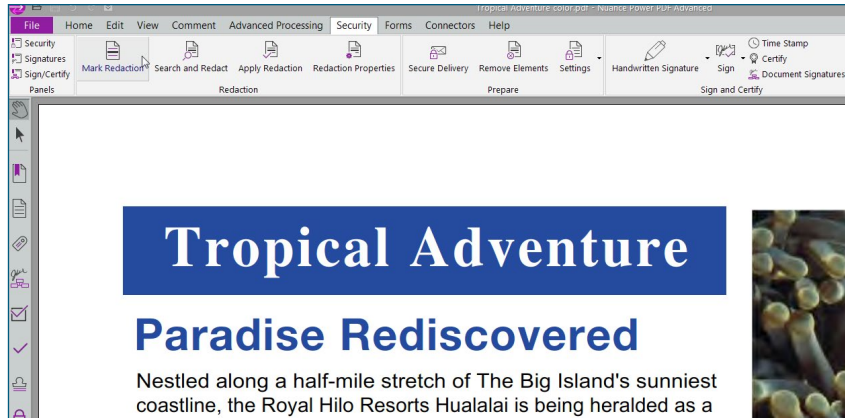 Tropical Adventure color.pdf - Nuance Power PDF Advanced
File Home Edit View Comment Advanced Processing Security Forms Connectors Help
Security
Signatures
Sign/Certify
Panels
Mark Redaction Search and Redact Apply Redaction Redaction Properties
Redaction
Secure Delivery Remove Elements Settings
Prepare
Handwritten Signature Sign
Time Stamp
Certify
Document Signatures
Sign and Certify
Tropical Adventure
Paradise Rediscovered
Nestled along a half-mile stretch of The Big Island's sunniest
coastline, the Royal Hilo Resorts Hualalai is being heralded as a